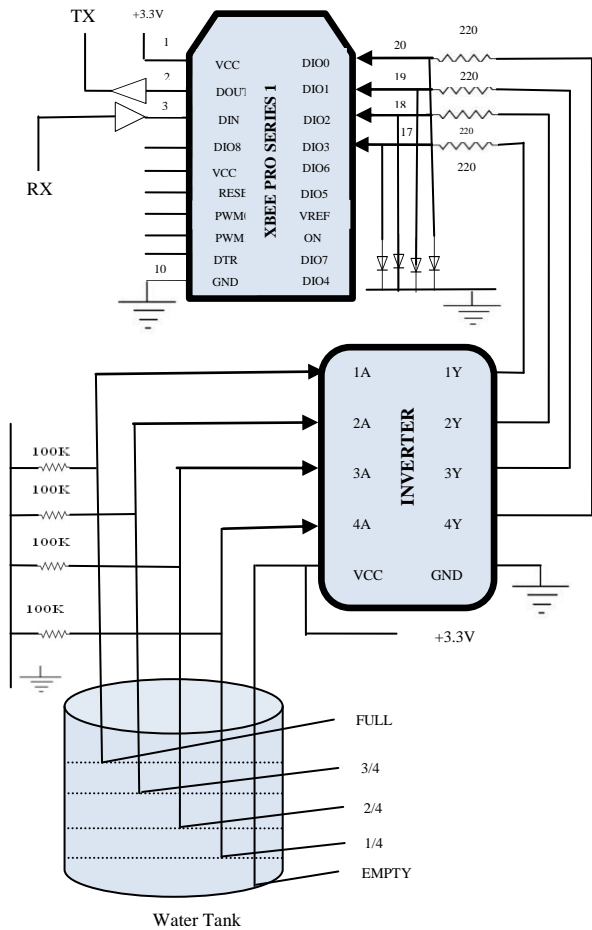 TX
+3.3V
1
2
3
10
RX
VCC
DOUT
DIN
DIO8
VCC
RESE
PWM(
PWM
DTR
GND
XBEE PRO SERIES 1
DIO0
DIO1
DIO2
DIO3
DIO6
DIO5
VREF
ON
DIO7
DIO4
20
19
18
17
220
220
220
220
1A
2A
3A
4A
VCC
INVERTER
1Y
2Y
3Y
4Y
GND
+3.3V
100K
100K
100K
100K
FULL
3/4
2/4
1/4
EMPTY
Water Tank